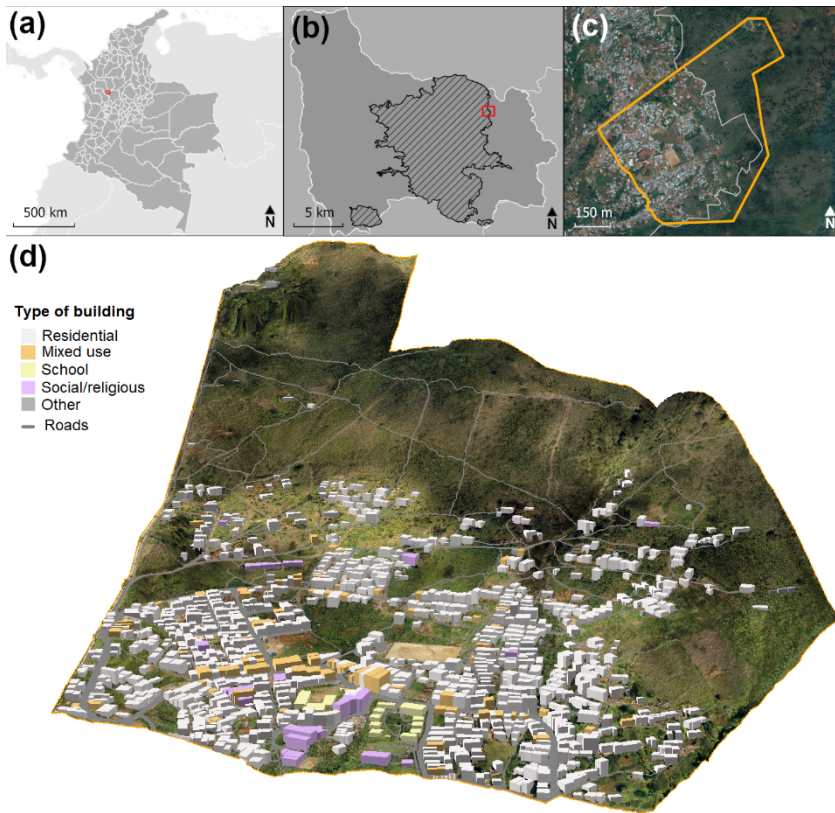 (a)
500 km
N
(b)
5 km
N
(c)
150 m
N
(d)
Type of building
Residential
Mixed use
School
Social/religious
Other
Roads